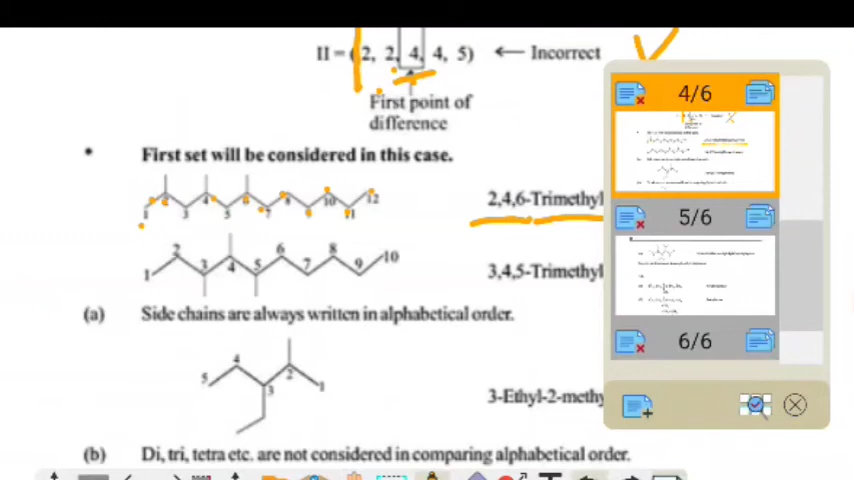 II = (2, 2, 4, 4, 5) ← Incorrect
First point of
difference
• First set will be considered in this case.
1 2 3 4 5 6 7 8 9 10 11 12
2,4,6-Trimethyl
1 2 3 4 5 6 7 8 9 10
3,4,5-Trimethyl
(a) Side chains are always written in alphabetical order.
5 4 3 2 1
3-Ethyl-2-methy
(b) Di, tri, tetra etc. are not considered in comparing alphabetical order.
4/6
5/6
6/6